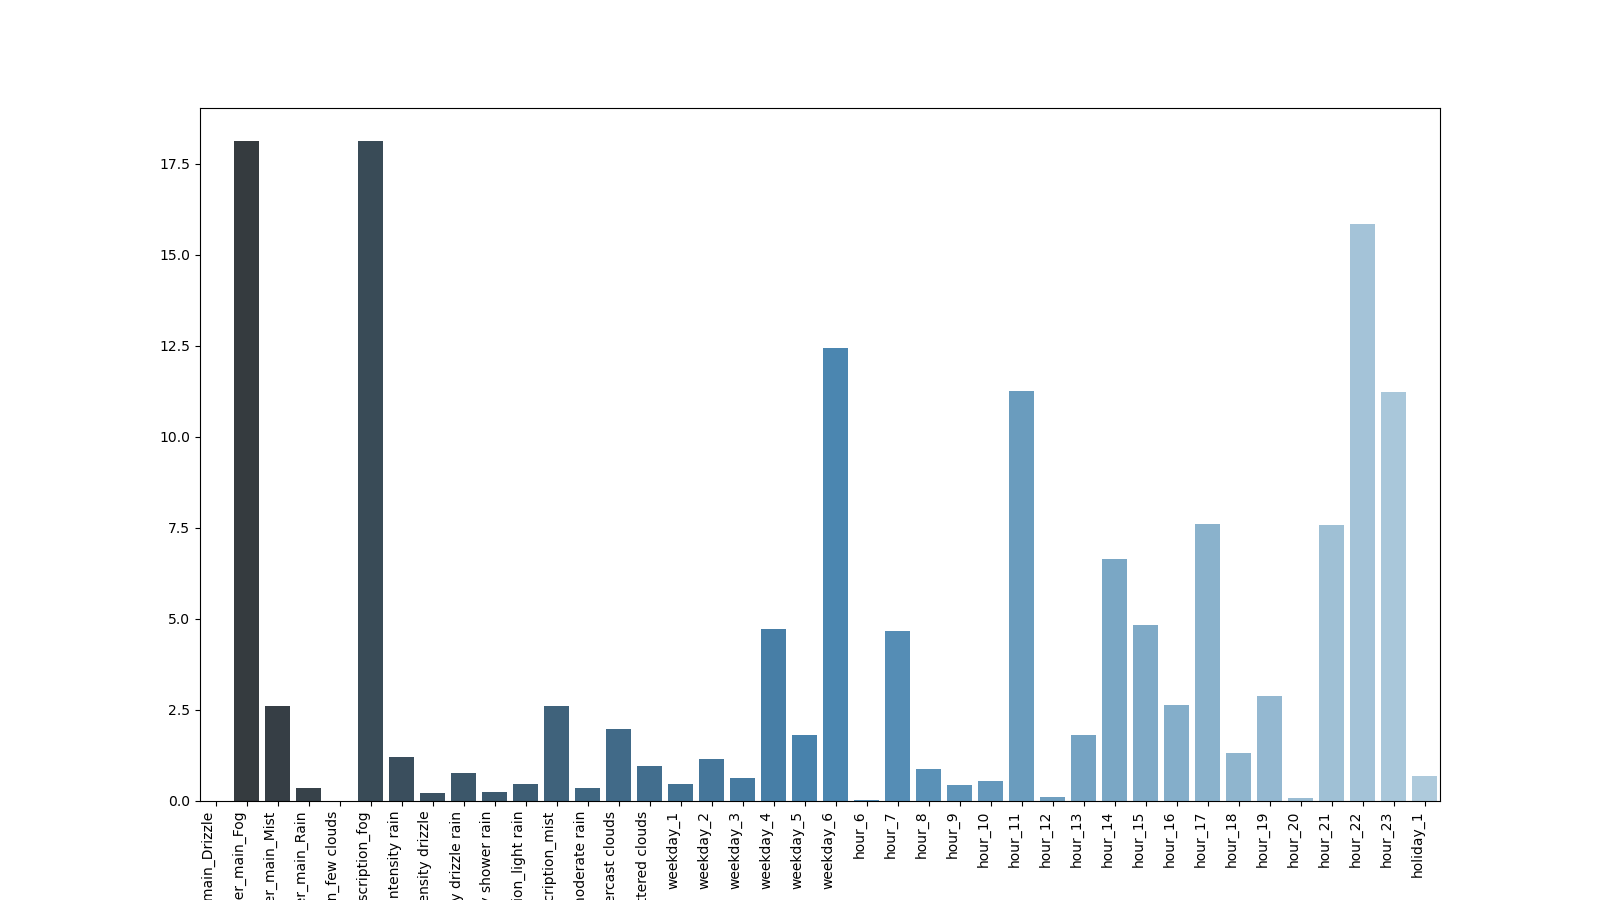 17.5
15.0
12.5
10.0
7.5
5.0
2.5
0.0
main_Drizzle
er_main_Fog
er_main_Mist
er_main_Rain
n_few clouds
scription_fog
ntensity rain
ensity drizzle
y drizzle rain
shower rain
ion_light rain
cription_mist
moderate rain
ercast clouds
ttered clouds
weekday_1
weekday_2
weekday_3
weekday_4
weekday_5
weekday_6
hour_6
hour_7
hour_8
hour_9
hour_10
hour_11
hour_12
hour_13
hour_14
hour_15
hour_16
hour_17
hour_18
hour_19
hour_20
hour_21
hour_22
hour_23
holiday_1